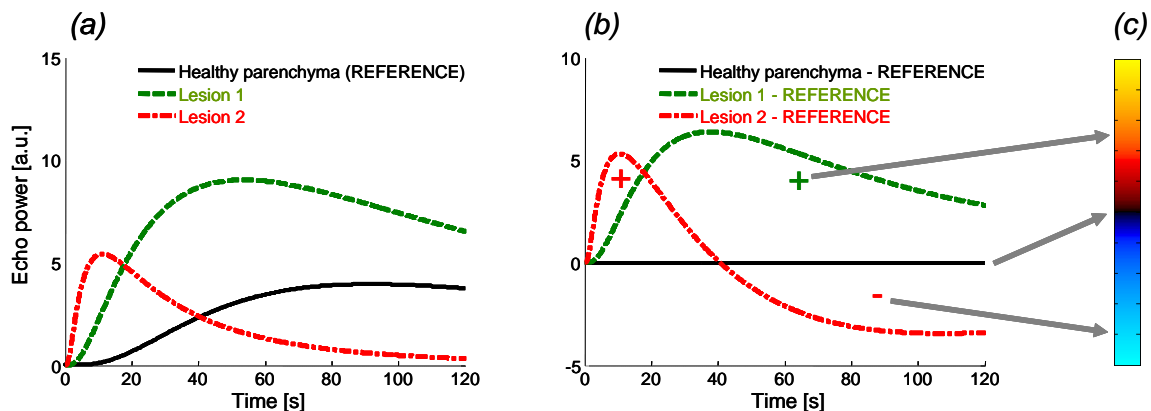 (a)
15
10
5
0
Echo power [a.u.]
Healthy parenchyma (REFERENCE)
Lesion 1
Lesion 2
0 20 40 60 80 100 120
Time [s]
(b)
10
5
0
-5
Healthy parenchyma - REFERENCE
Lesion 1 - REFERENCE
Lesion 2 - REFERENCE
+
+
-
0 20 40 60 80 100 120
Time [s]
(c)